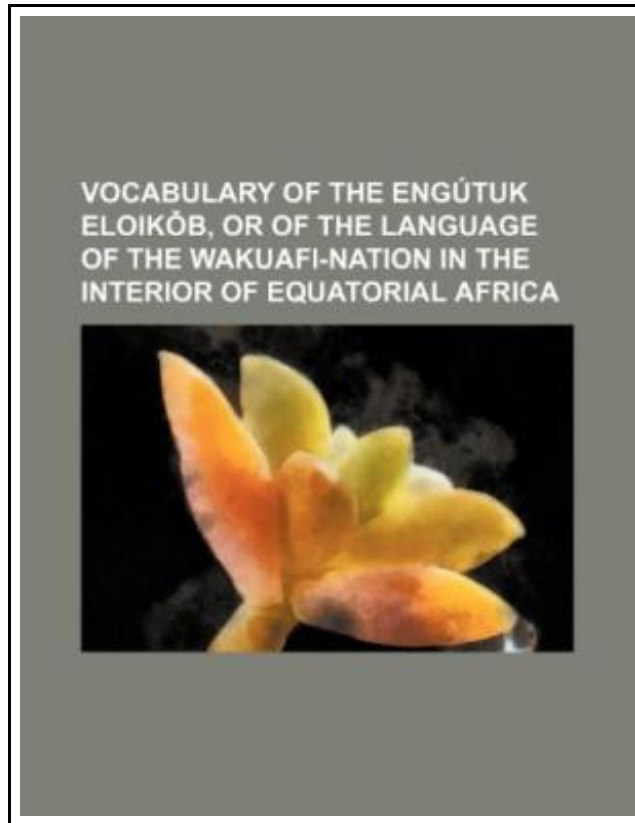 VOCABULARY OF THE ENGÚTUK
ELOIKŎB, OR OF THE LANGUAGE
OF THE WAKUAFI-NATION IN THE
INTERIOR OF EQUATORIAL AFRICA